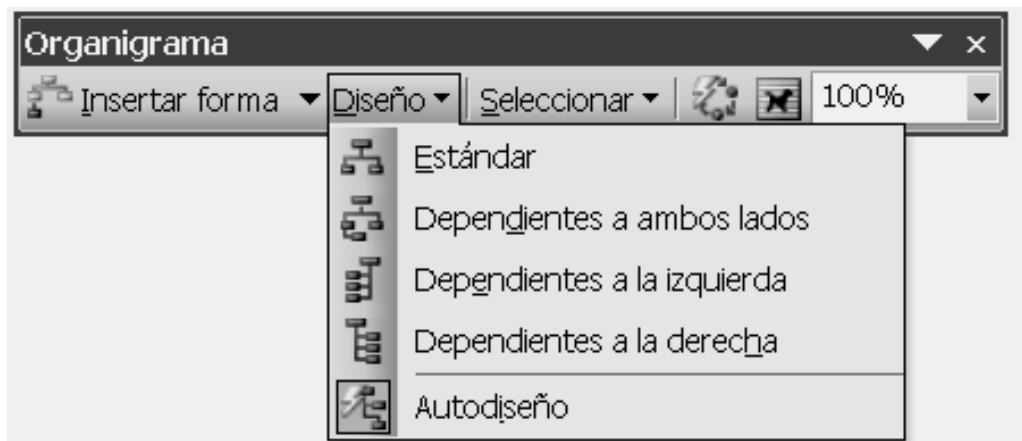 Organigrama
Insertar forma Diseño Seleccionar 100%
Estándar
Dependientes a ambos lados
Dependientes a la izquierda
Dependientes a la derecha
Autodiseño